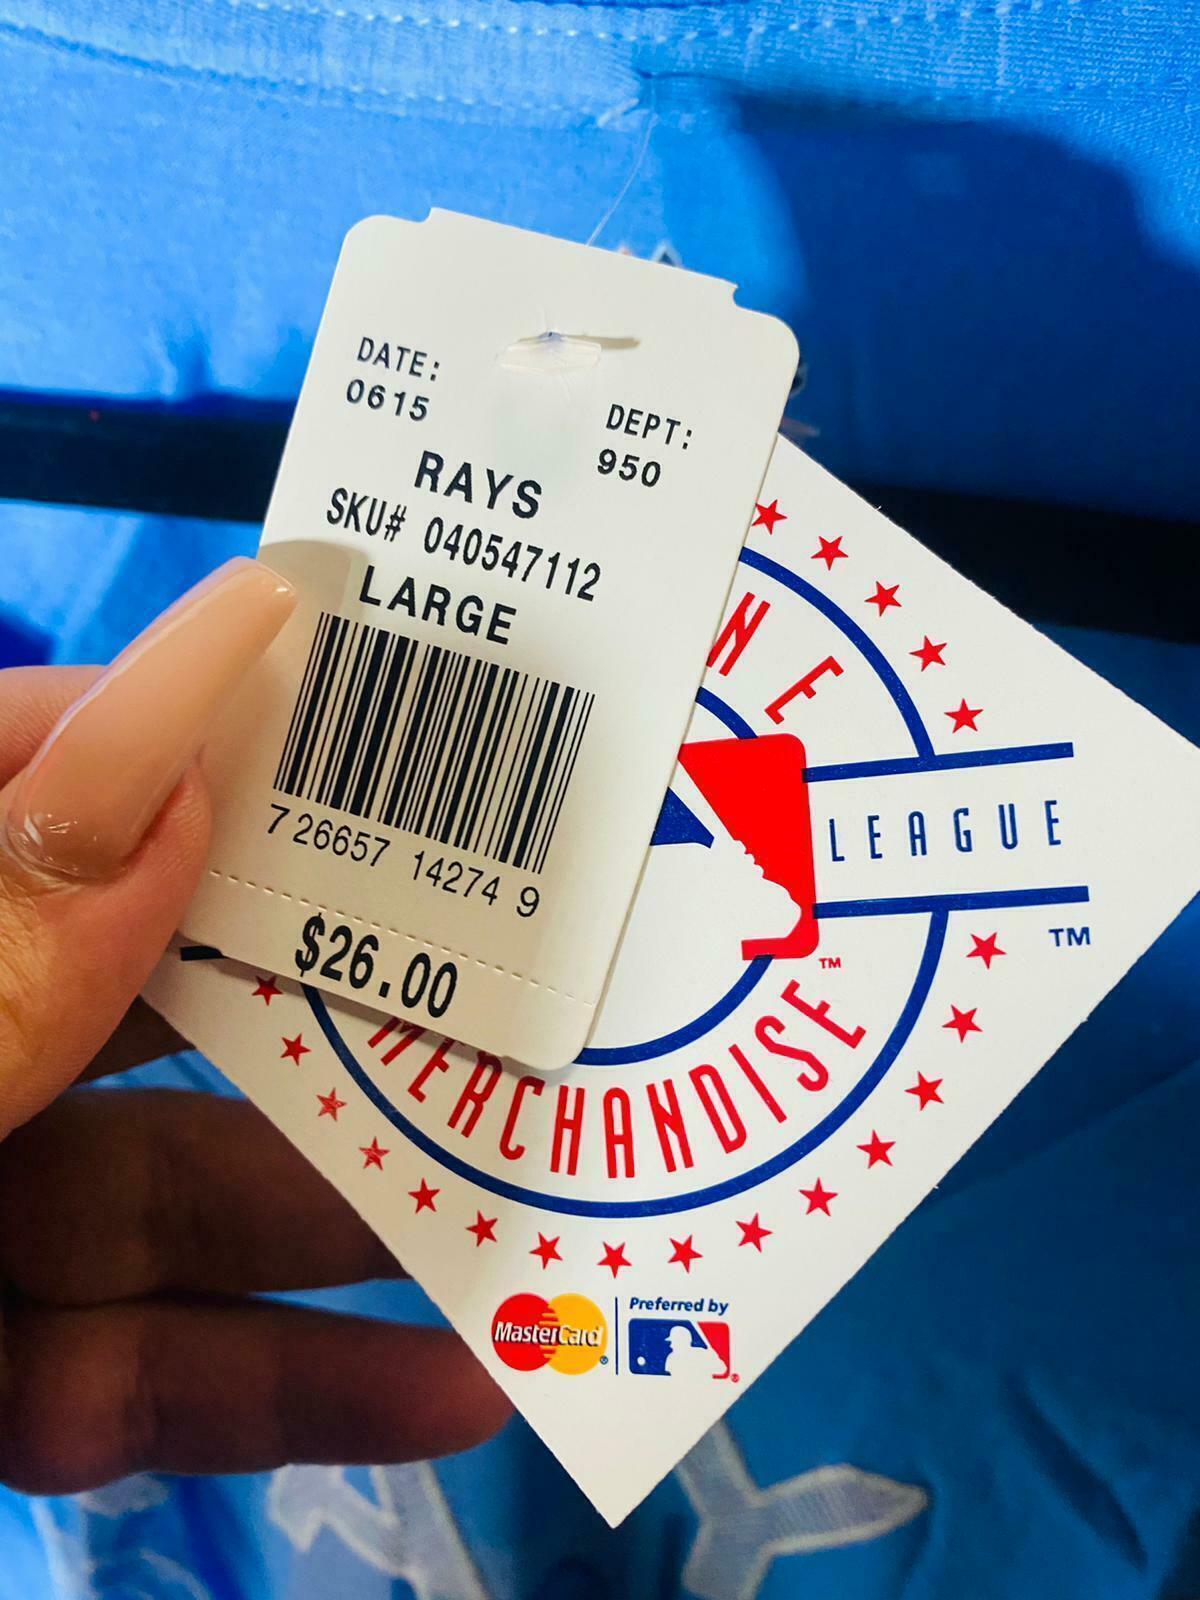 DATE:
0615
DEPT:
950
RAYS
SKU# 040547112
LARGE
7 26657 14274 9
$26.00
LEAGUE
TM
TM
MERCHANDISE
MasterCard
Preferred by